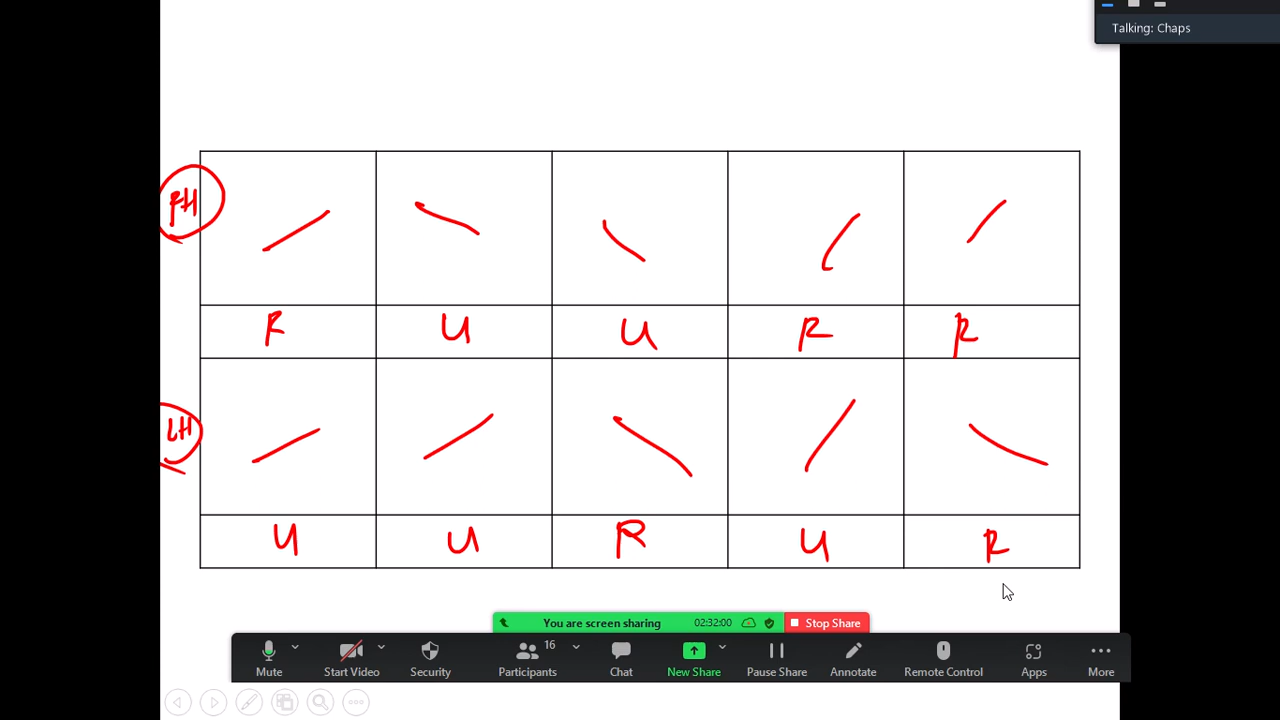 Talking: Chaps
RH
R U U R R
LH
U U R U R
You are screen sharing 02:32:00 Stop Share
16
Mute Start Video Security Participants Chat New Share Pause Share Annotate Remote Control Apps More